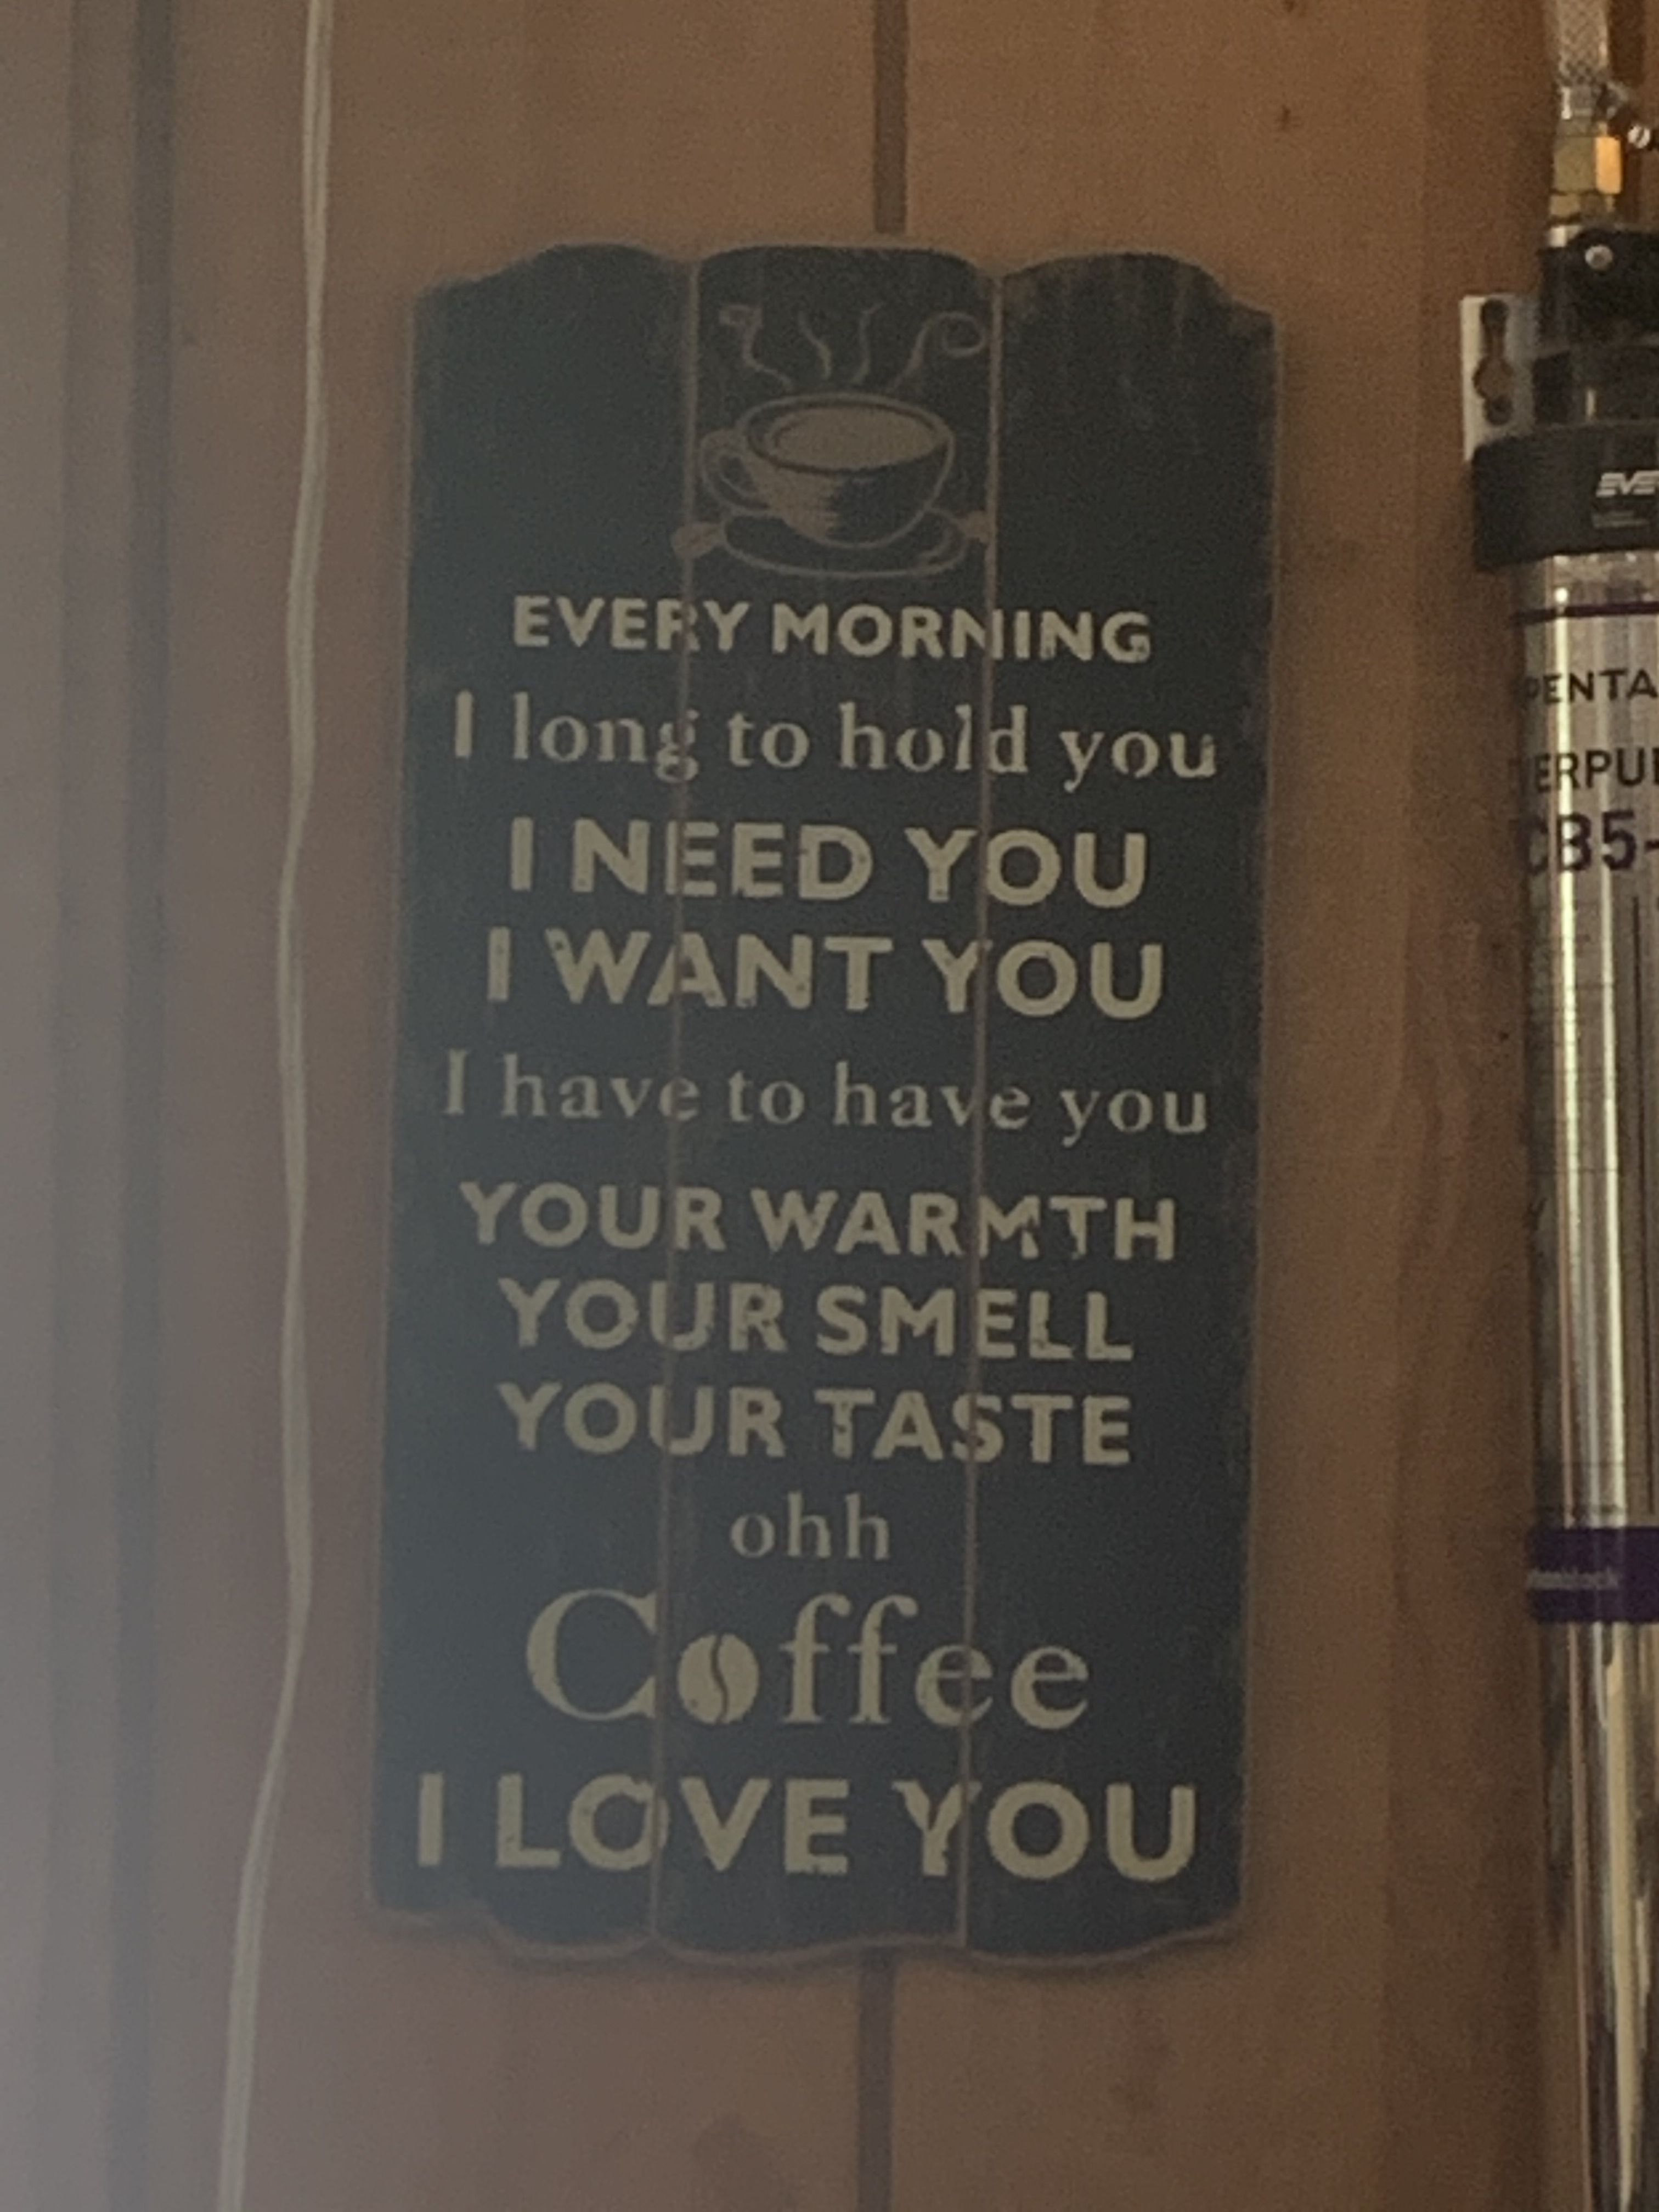 EVERY MORNING
I long to hold you
I NEED YOU
I WANT YOU
I have to have you
YOUR WARMTH
YOUR SMELL
YOUR TASTE
ohh
Coffee
I LOVE YOU
EVE
PENTA
ERPU
CB5-